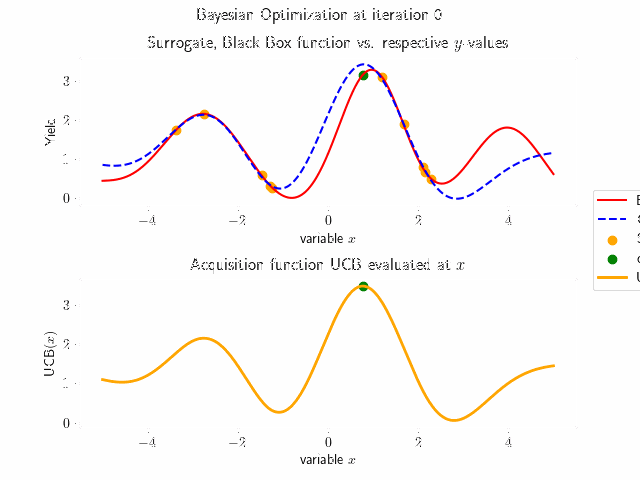 Bayesian Optimization at iteration 0
Surrogate, Black Box function vs. respective y-values
Yield
3
2
1
0
−4 −2 0 2 4
variable x
Acquisition function UCB evaluated at x
UCB(x)
3
2
1
0
−4 −2 0 2 4
variable x